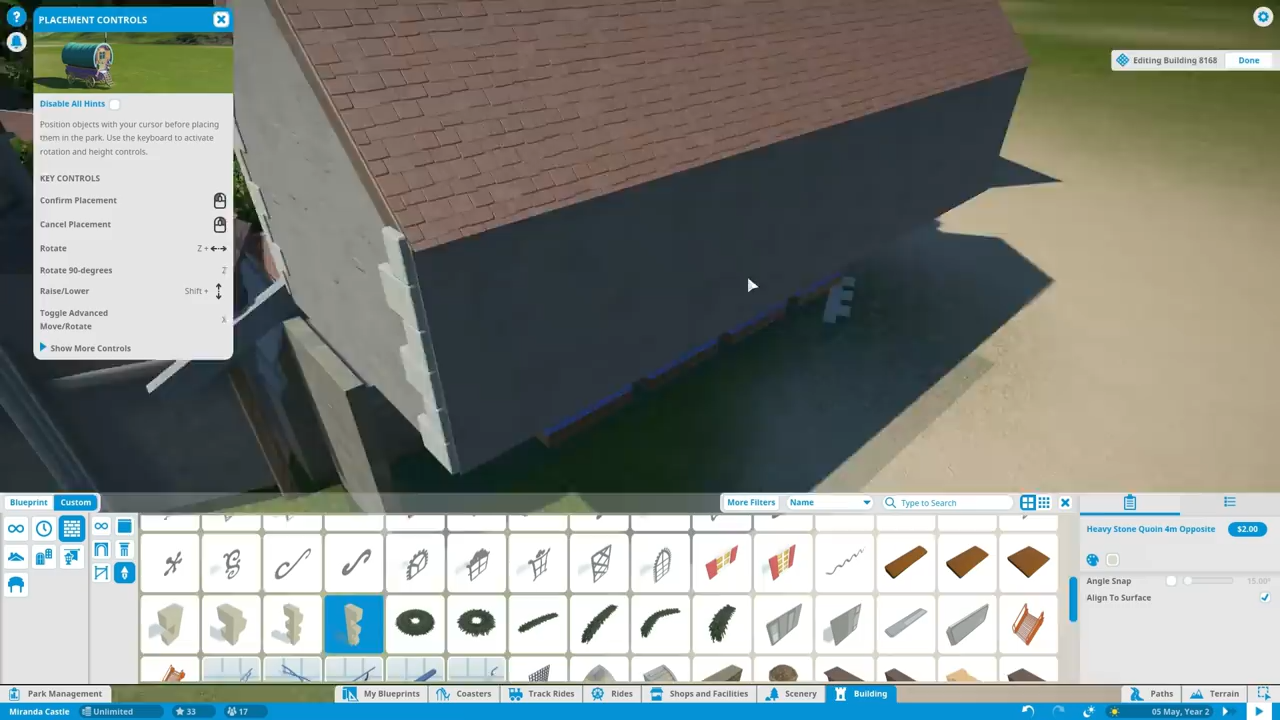 PLACEMENT CONTROLS
Editing Building 8168
Done
Disable All Hints
Position objects with your cursor before placing
them in the park. Use the keyboard to activate
rotation and height controls.
KEY CONTROLS
Confirm Placement
Cancel Placement
Rotate
Z +
Rotate 90-degrees
Z
Raise/Lower
Shift +
Toggle Advanced
Move/Rotate
X
Show More Controls
Blueprint
Custom
More Filters
Name
Type to Search
Heavy Stone Quoin 4m Opposite
$2.00
Angle Snap
15.00°
Align To Surface
Park Management
My Blueprints
Coasters
Track Rides
Rides
Shops and Facilities
Scenery
Building
Paths
Terrain
Miranda Castle
Unlimited
33
17
05 May, Year 2